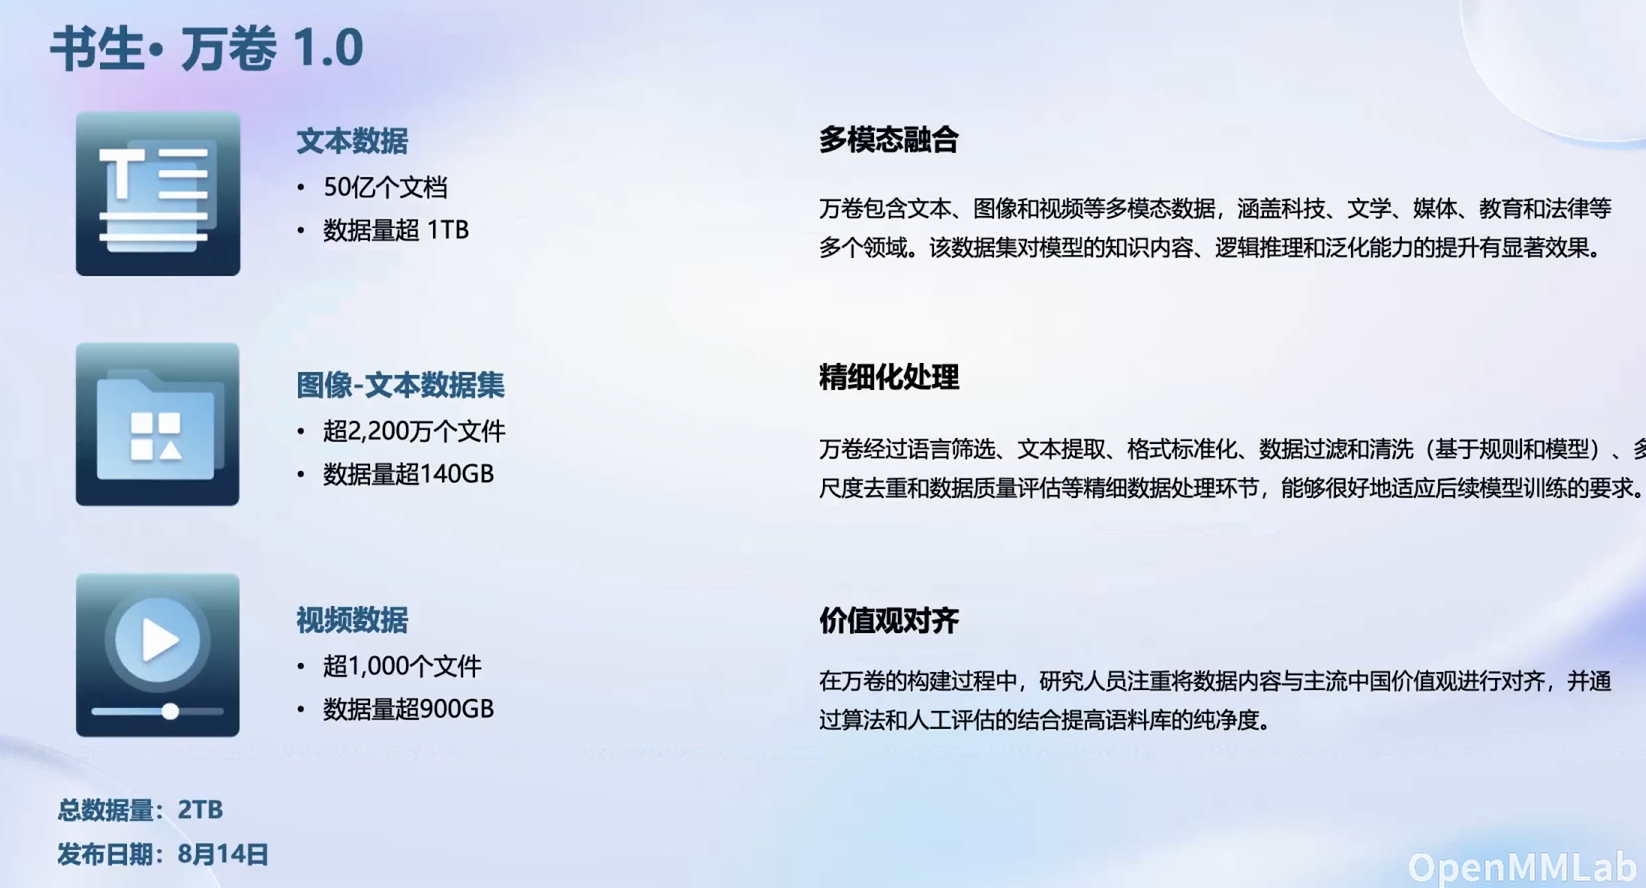 书生·万卷 1.0
文本数据
• 50亿个文档
• 数据量超 1TB
图像-文本数据集
• 超2,200万个文件
• 数据量超140GB
视频数据
• 超1,000个文件
• 数据量超900GB
总数据量：2TB
发布日期：8月14日
多模态融合
万卷包含文本、图像和视频等多模态数据，涵盖科技、文学、媒体、教育和法律等
多个领域。该数据集对模型的知识内容、逻辑推理和泛化能力的提升有显著效果。
精细化处理
万卷经过语言筛选、文本提取、格式标准化、数据过滤和清洗（基于规则和模型）、多
尺度去重和数据质量评估等精细数据处理环节，能够很好地适应后续模型训练的要求。
价值观对齐
在万卷的构建过程中，研究人员注重将数据内容与主流中国价值观进行对齐，并通
过算法和人工评估的结合提高语料库的纯净度。
OpenMMLab